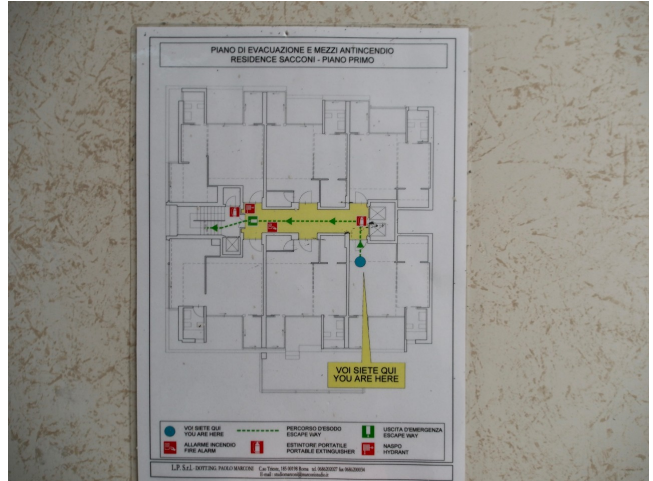 PIANO DI EVACUAZIONE E MEZZI ANTINCENDIO
RESIDENCE SACCONI - PIANO PRIMO
VOI SIETE QUI
YOU ARE HERE
VOI SIETE QUI
YOU ARE HERE
PERCORSO D'ESODO
ESCAPE WAY
USCITA D'EMERGENZA
ESCAPE WAY
ALLARME INCENDIO
FIRE ALARM
ESTINTORE PORTATILE
PORTABLE EXTINGUISHER
NASPO
HYDRANT
L.P. S.r.l. - DOTT.ING. PAOLO MARCONI